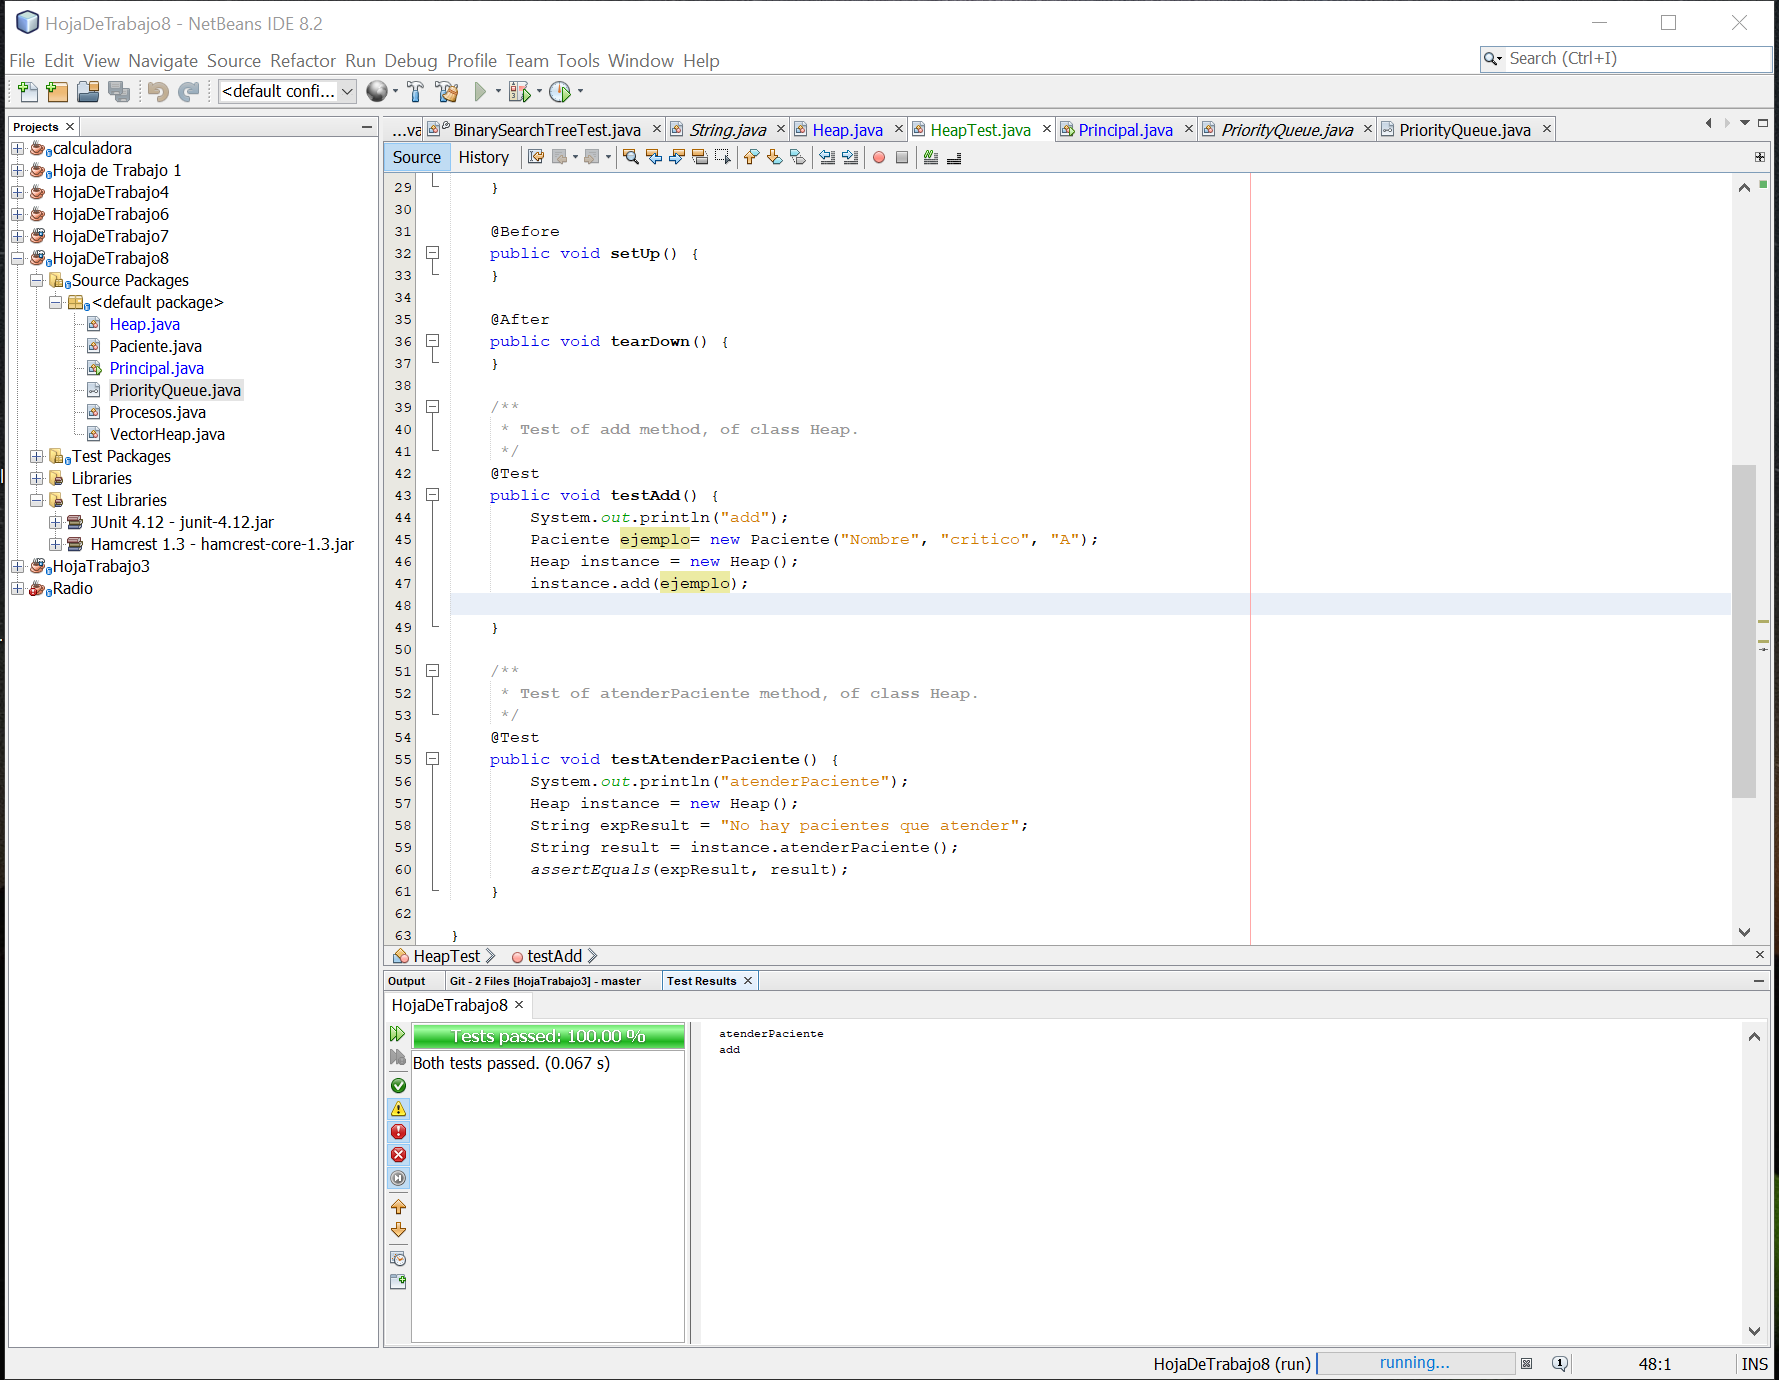 HojaDeTrabajo8 - NetBeans IDE 8.2
File Edit View Navigate Source Refactor Run Debug Profile Team Tools Window Help
Search (Ctrl+I)
<default confi...
Projects
calculadora
Hoja de Trabajo 1
HojaDeTrabajo4
HojaDeTrabajo6
HojaDeTrabajo7
HojaDeTrabajo8
Source Packages
<default package>
Heap.java
Paciente.java
Principal.java
PriorityQueue.java
Procesos.java
VectorHeap.java
Test Packages
Libraries
Test Libraries
JUnit 4.12 - junit-4.12.jar
Hamcrest 1.3 - hamcrest-core-1.3.jar
HojaTrabajo3
Radio
...va BinarySearchTreeTest.java String.java Heap.java HeapTest.java Principal.java PriorityQueue.java PriorityQueue.java
Source History
29 }
30
31 @Before
32 public void setUp() {
33 }
34
35 @After
36 public void tearDown() {
37 }
38
39 /**
40 * Test of add method, of class Heap.
41 */
42 @Test
43 public void testAdd() {
44 System.out.println("add");
45 Paciente ejemplo= new Paciente("Nombre", "critico", "A");
46 Heap instance = new Heap();
47 instance.add(ejemplo);
48
49 }
50
51 /**
52 * Test of atenderPaciente method, of class Heap.
53 */
54 @Test
55 public void testAtenderPaciente() {
56 System.out.println("atenderPaciente");
57 Heap instance = new Heap();
58 String expResult = "No hay pacientes que atender";
59 String result = instance.atenderPaciente();
60 assertEquals(expResult, result);
61 }
62
63 }
HeapTest testAdd
Output Git - 2 Files [HojaTrabajo3] - master Test Results
HojaDeTrabajo8
Tests passed: 100.00 %
Both tests passed. (0.067 s)
atenderPaciente
add
HojaDeTrabajo8 (run) running... 1 48:1 INS